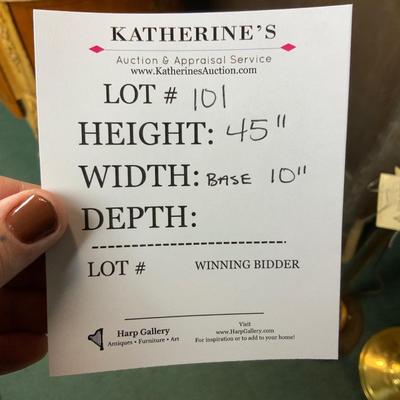 KATHERINE'S
Auction & Appraisal Service
www.KatherinesAuction.com
LOT # 101
HEIGHT: 45"
WIDTH: BASE 10"
DEPTH:
LOT # WINNING BIDDER
Harp Gallery
Antiques • Furniture • Art
Visit
www.HarpGallery.com
For inspiration or to add to your home!